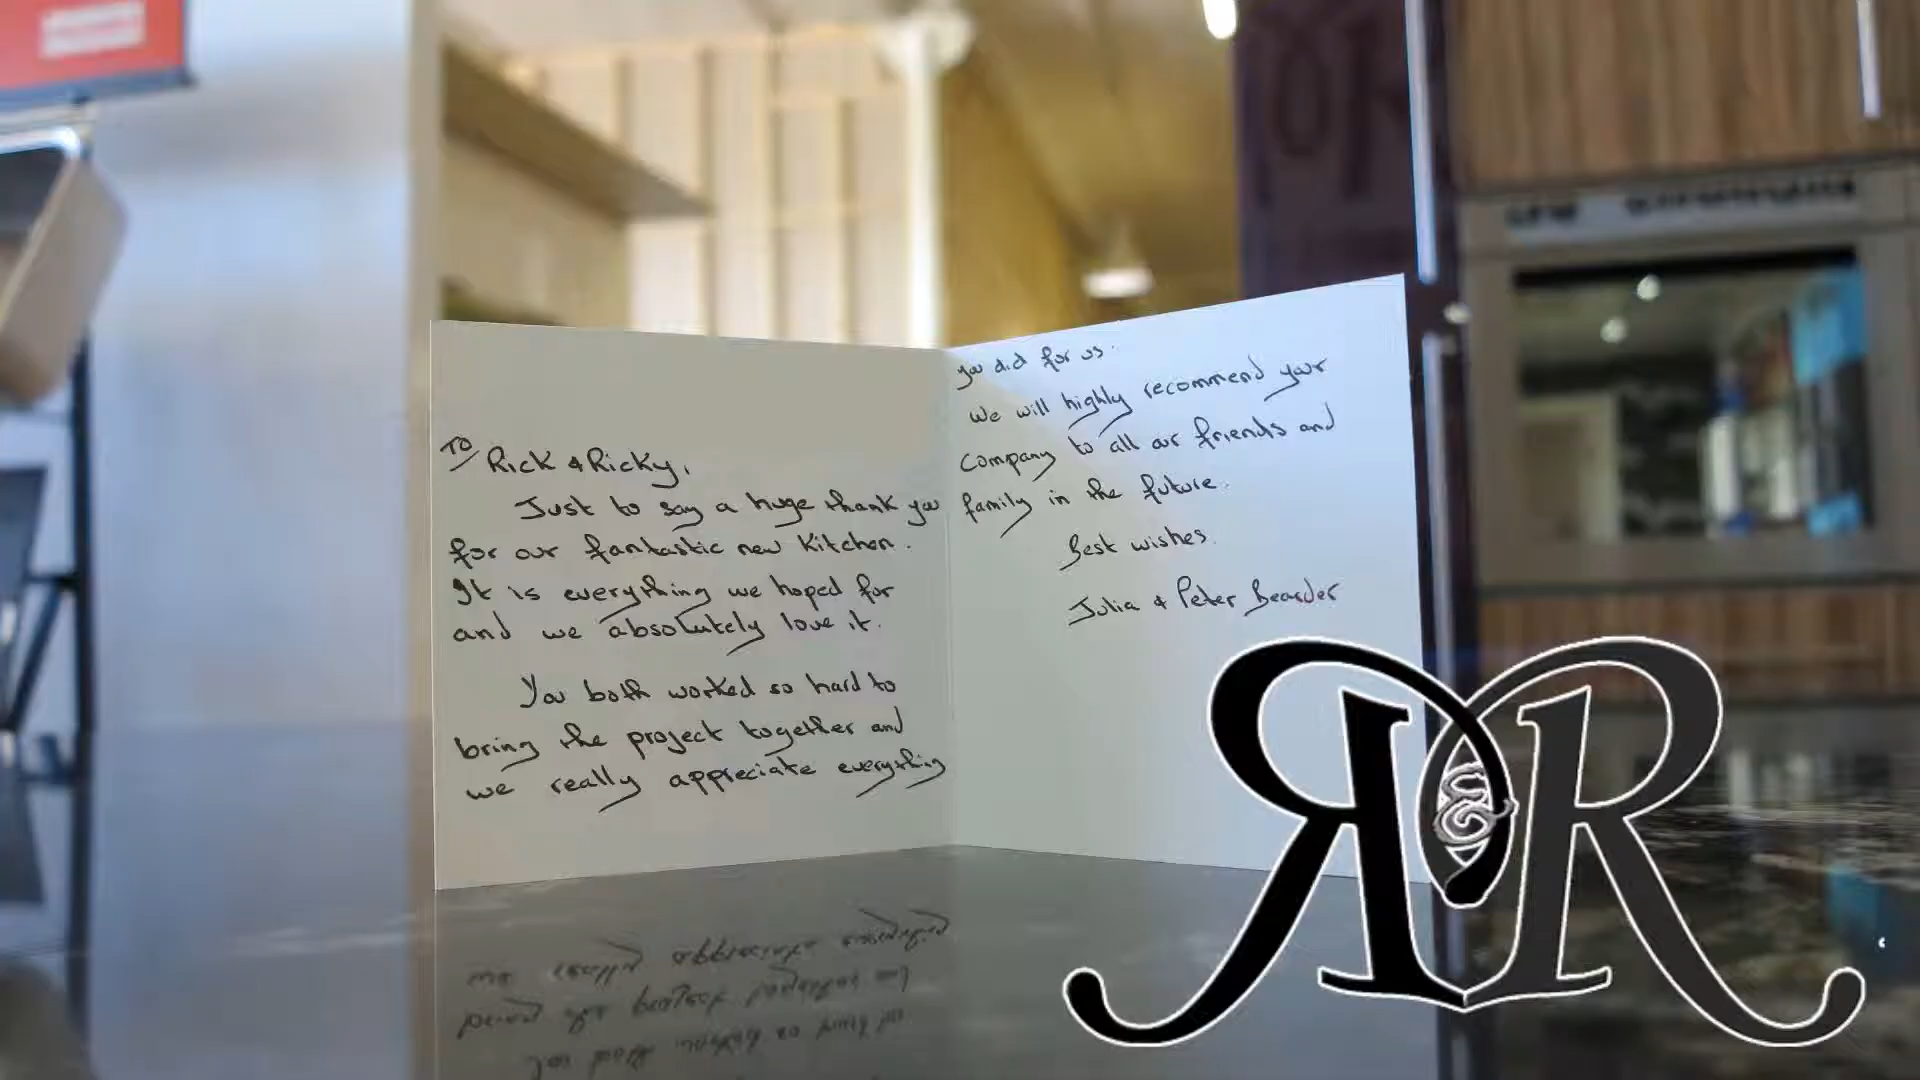 To Rick & Ricky,
Just to say a huge thank you
for our fantastic new kitchen.
It is everything we hoped for
and we absolutely love it.
You both worked so hard to
bring the project together and
we really appreciate everything
you did for us.
We will highly recommend your
company to all our friends and
family in the future.
Best wishes
Julia & Peter Bearder
R&R